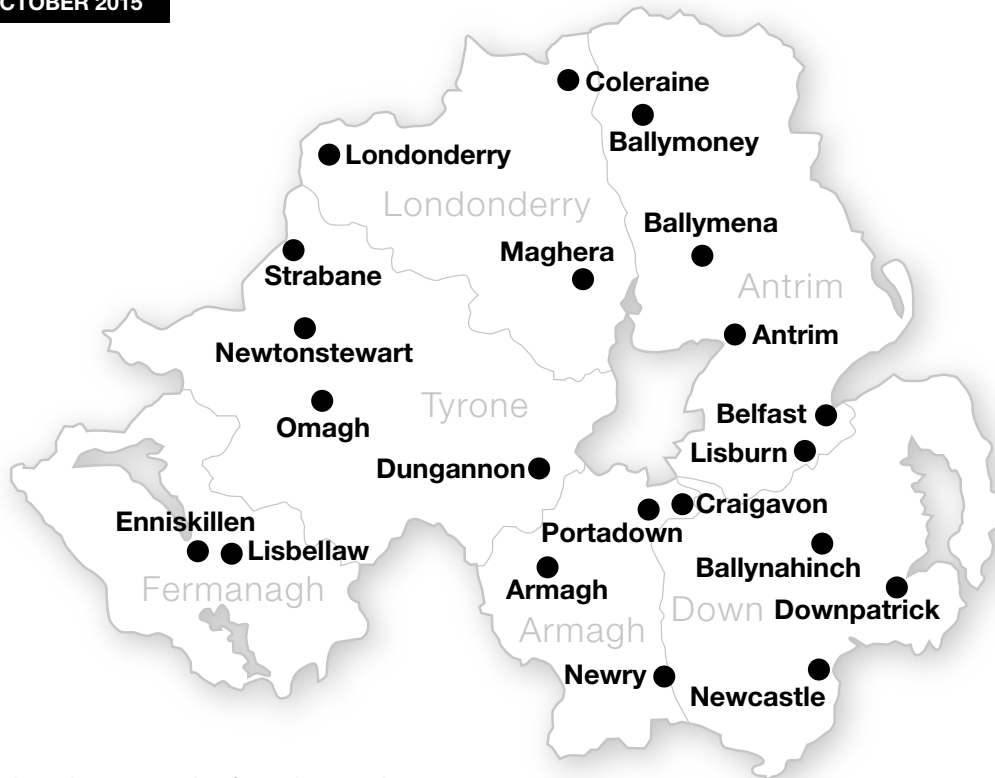 CTOBER 2015
Coleraine
Ballymoney
Londonderry
Londonderry
Ballymena
Maghera
Strabane
Antrim
Antrim
Newtonstewart
Tyrone
Belfast
Omagh
Lisburn
Dungannon
Craigavon
Enniskillen
Portadown
Lisbellaw
Ballynahinch
Fermanagh
Armagh
Down
Downpatrick
Armagh
Newry
Newcastle